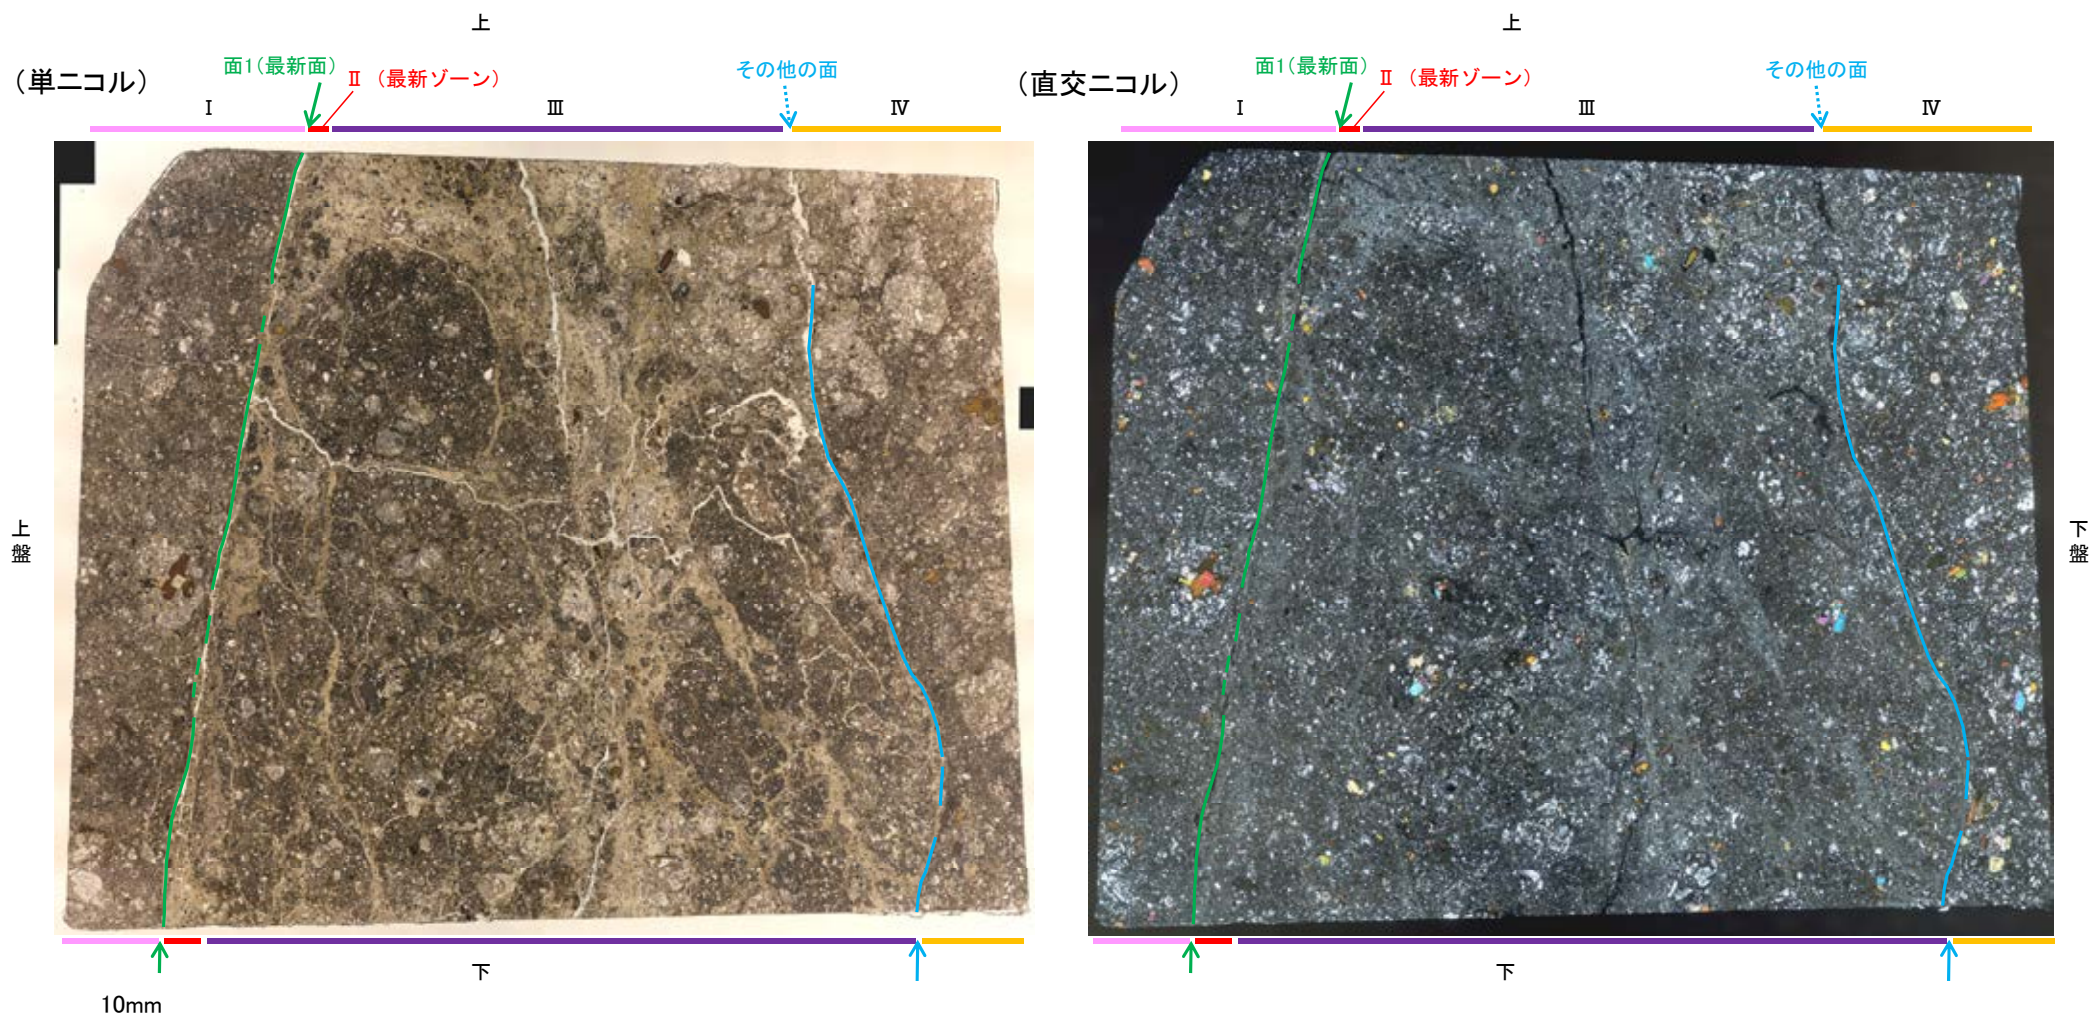 上
上
面1(最新面)
Ⅱ （最新ゾーン）
その他の面
面1(最新面)
Ⅱ （最新ゾーン）
その他の面
（単ニコル）
（直交ニコル）
Ⅰ
Ⅲ
Ⅳ
Ⅰ
Ⅲ
Ⅳ
上
盤
下
盤
下
下
10mm